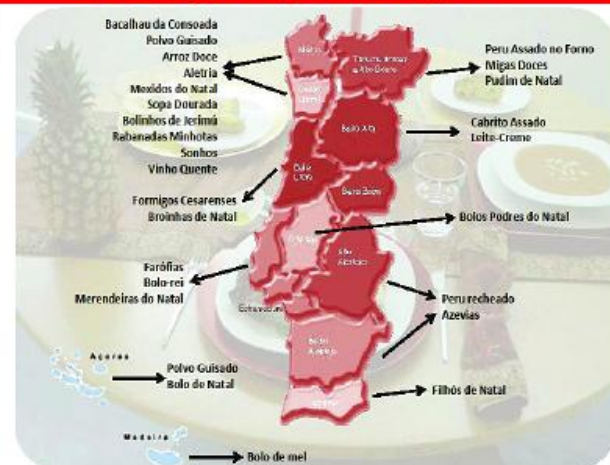 Bacalhau da Consoada
Polvo Guisado
Arroz Doce
Aletria
Mexidos do Natal
Sopa Dourada
Bolinhos de Jerimú
Rabanadas Minhotas
Sonhos
Vinho Quente
Peru Assado no Forno
Migas Doces
Pudim de Natal
Cabrito Assado
Leite-Creme
Beira Alta
Formigos Cesarenses
Broinhas de Natal
Beira Litoral
Beira Baixa
Bolos Podres do Natal
Farófias
Bolo-rei
Merendeiras do Natal
Alto Alentejo
Estremadura
Peru recheado
Azevias
Baixo Alentejo
Açores
Polvo Guisado
Bolo de Natal
Filhós de Natal
Madeira
Bolo de mel